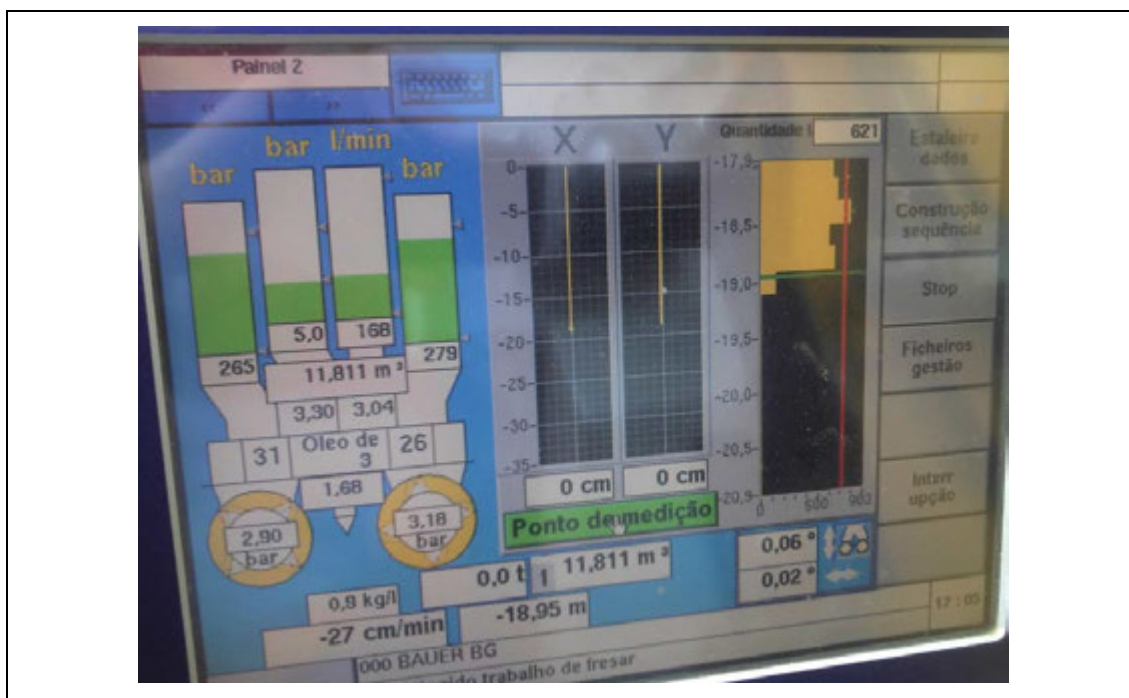 Painel 2
<< >>
bar bar l/min bar
265 5,0 168 279
11,811 m³
3,30 3,04
31 Oleo de 3 26
1,68
2,90 bar
3,18 bar
X Y
0
-5
-10
-15
-20
-25
-30
-35
0 cm 0 cm
Ponto de medição
Quantidade 621
-17,9
-18,5
-19,0
-19,5
-20,0
-20,5
-20,9
0 500 900
0,0 t 11,811 m³
0,06 °
0,02 °
0,9 kg/l
-27 cm/min -18,95 m
000 BAUER BG
trabalho de fresar
Estaleiro dados
Construção sequência
Stop
Ficheiros gestão
Interr upção
17:05